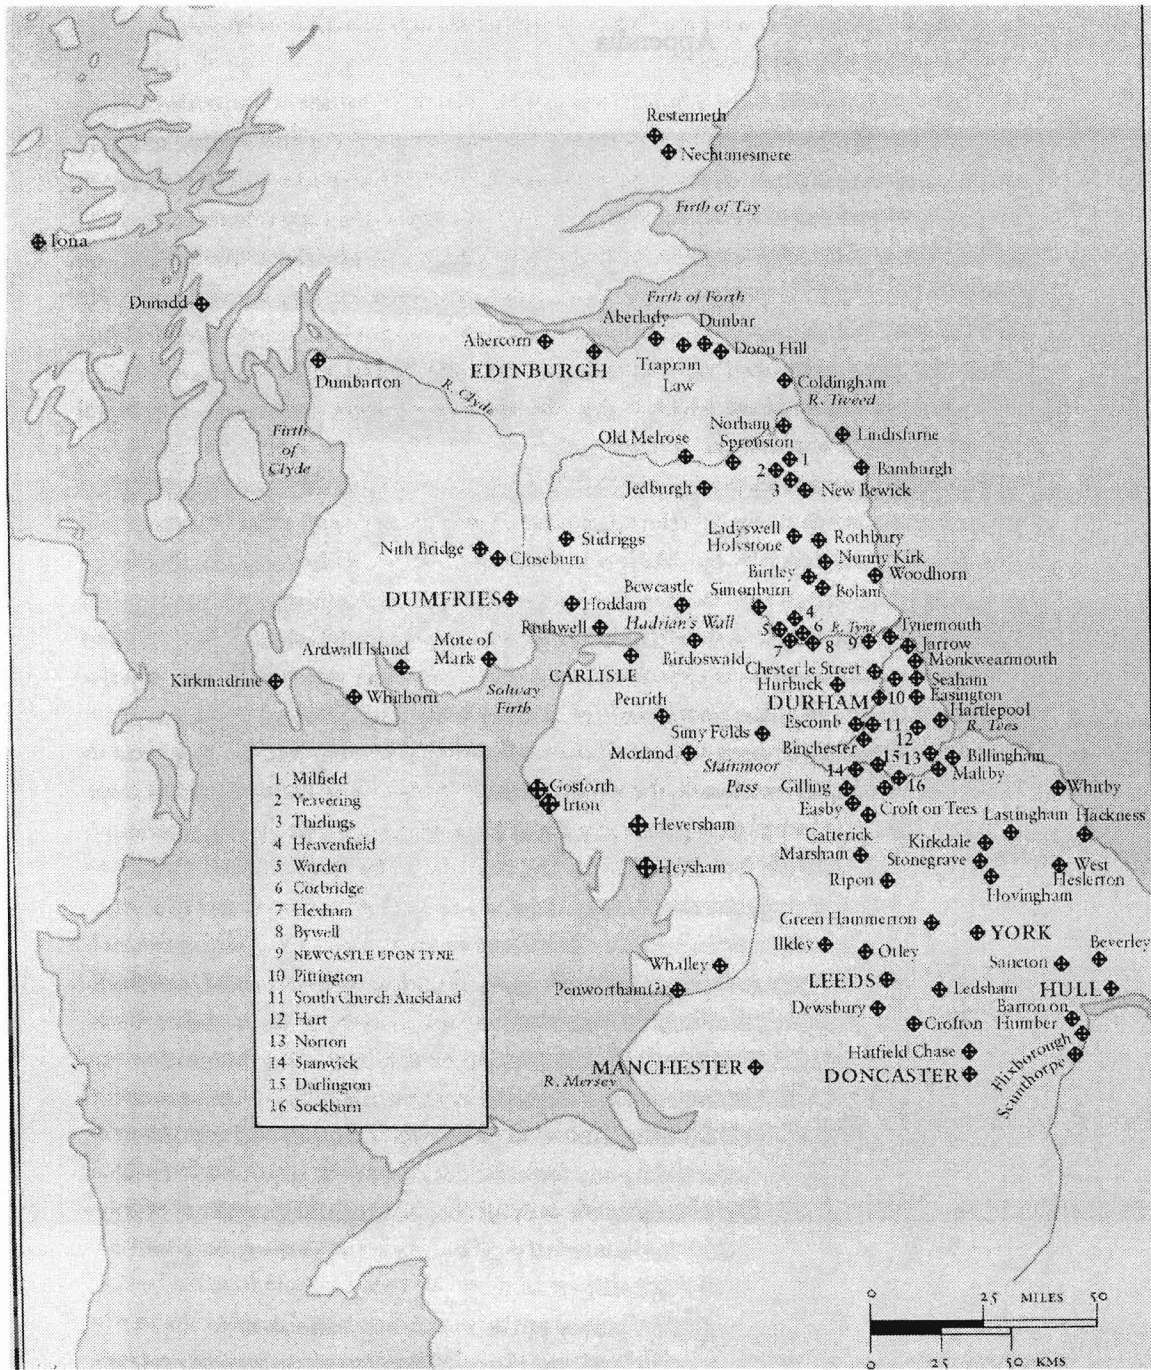 Appendix
Restenneth
Nechtanesmere
Firth of Tay
Iona
Dunadd
Firth of Forth
Aberlady
Dunbar
Abercorn
Doon Hill
EDINBURGH
Traprain
Law
Dumbarton
R. Clyde
Coldingham
R. Tweed
Firth
of
Clyde
Norham
Sprouston
Lindisfarne
Old Melrose
1
2
Bamburgh
Jedburgh
3
New Bewick
Stidriggs
Ladyswell
Holystone
Rothbury
Nith Bridge
Closeburn
Nunny Kirk
Birtley
Woodhorn
Bewcastle
Simonburn
Bolam
DUMFRIES
Hoddam
4
Ruthwell
Hadrian's Wall
5
6
R. Tyne
Tynemouth
Mote of
Mark
7
8
9
Jarrow
Ardwall Island
CARLISLE
Birdoswald
Monkwearmouth
Kirkmadrine
Chester le Street
Seaham
Whithorn
Solway
Firth
Hurbuck
DURHAM
10
Easington
Penrith
Hartlepool
Escomb
11
12
R. Tees
Suny Folds
Binchester
Morland
Stainmoor
Pass
14
15
13
Billingham
Maltby
Gosforth
Irton
Gilling
16
Whitby
Easby
Croft on Tees
Lastingham
Hackness
Heversham
Catterick
Kirkdale
Marsham
Stonegrave
West
Heslerton
Heysham
Ripon
Hovingham
Green Hammerton
YORK
Ilkley
Otley
Beverley
Whalley
Sancton
Penwortham(?)
LEEDS
Ledsham
HULL
Dewsbury
Barton on
Humber
Crofton
Flixborough
Hatfield Chase
Scunthorpe
MANCHESTER
DONCASTER
R. Mersey
1 Milfield
2 Yeavering
3 Thirlings
4 Heavenfield
5 Warden
6 Corbridge
7 Hexham
8 Bywell
9 NEWCASTLE UPON TYNE
10 Pittington
11 South Church Auckland
12 Hart
13 Norton
14 Stanwick
15 Darlington
16 Sockburn
0 25 MILES 50
0 25 50 KMS